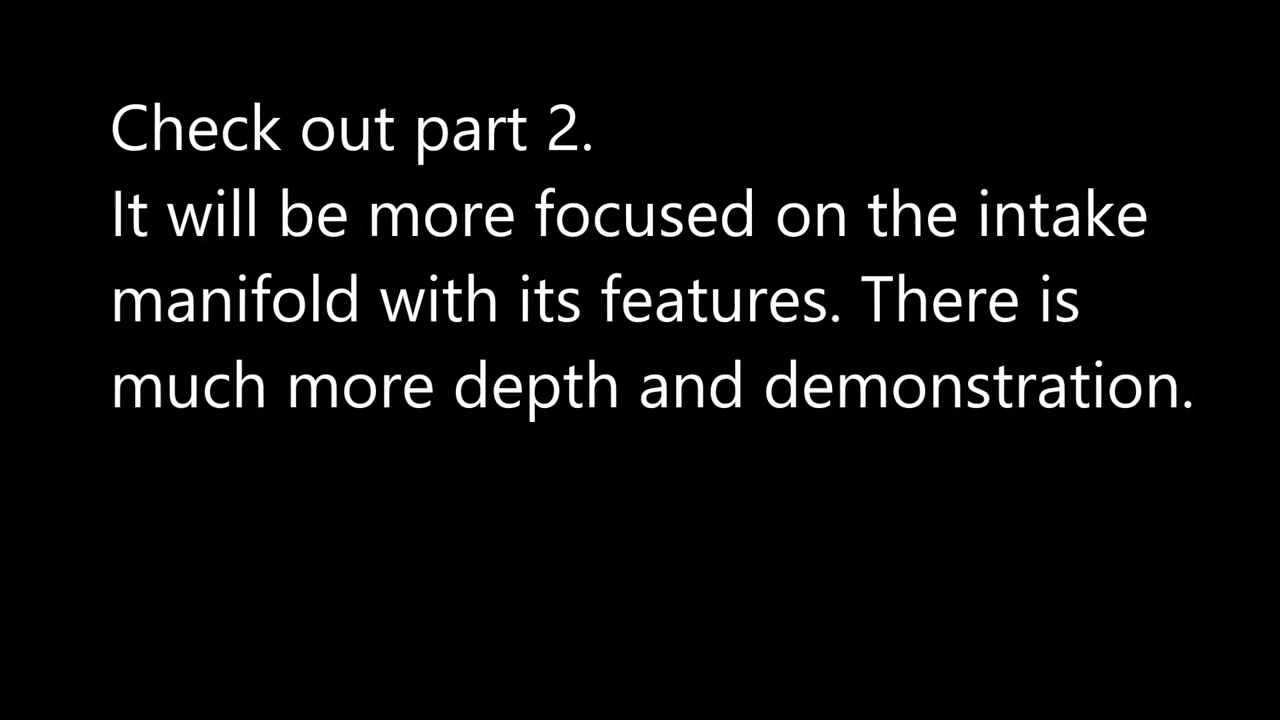 Check out part 2.
It will be more focused on the intake
manifold with its features. There is
much more depth and demonstration.